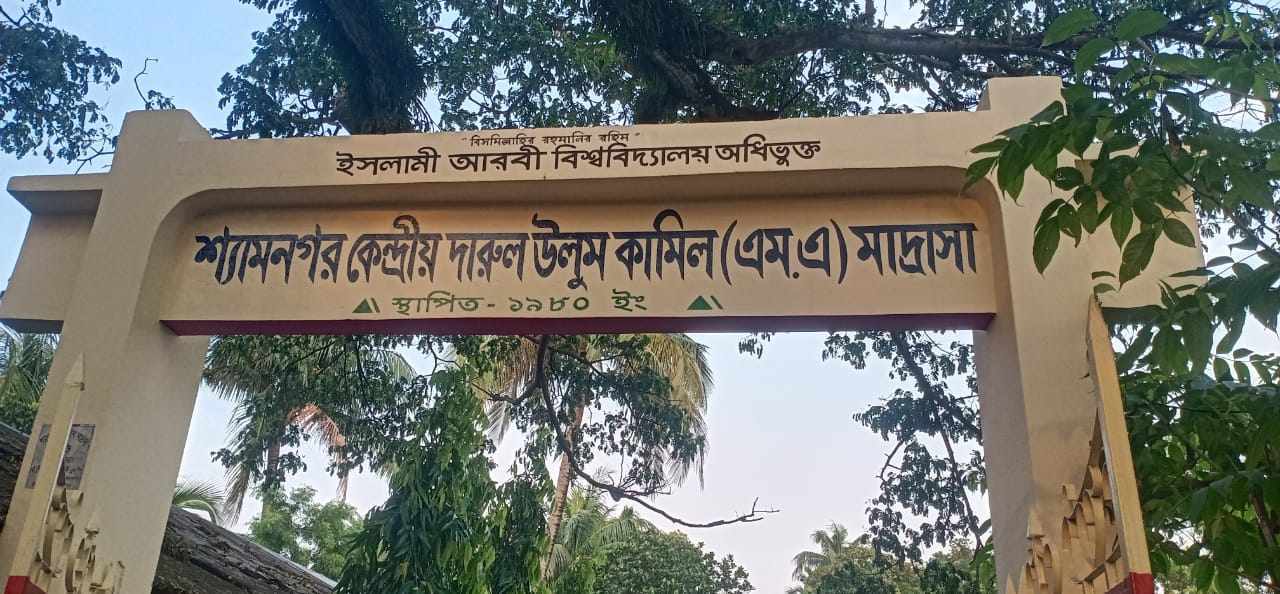 "বিসমিল্লাহির রহমানির রহিম"
ইসলামী আরবী বিশ্ববিদ্যালয় অধিভুক্ত
শ্যামনগর কেন্দ্রীয় দারুল উলুম কামিল (এম.এ) মাদ্রাসা
স্থাপিত - ১৯৮০ ইং